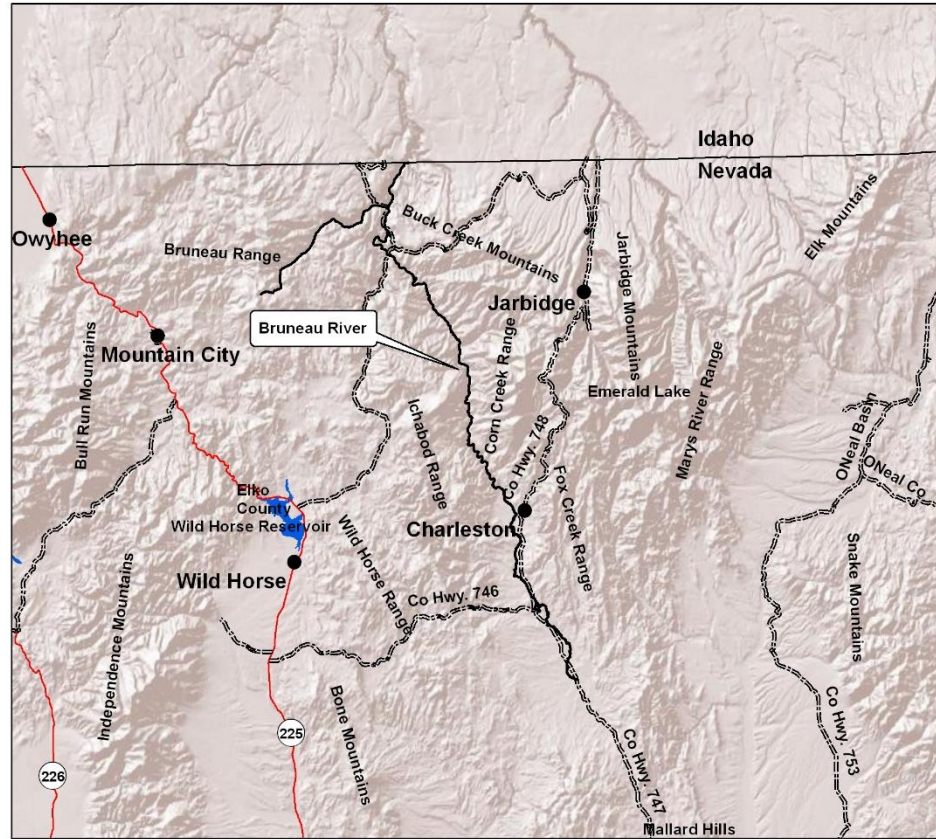 Idaho
Nevada
Owyhee
Bruneau Range
Buck Creek Mountains
Elk Mountains
Jarbidge Mountains
Jarbidge
Bruneau River
Mountain City
Bull Run Mountains
Corn Creek Range
Emerald Lake
Marys River Range
Ichabod Range
Co Hwy. 748
ONeal Basin
ONeal Co
Fox Creek Range
Elko
County
Wild Horse Reservoir
Charleston
Wild Horse Range
Wild Horse
Co Hwy. 746
Snake Mountains
Independence Mountains
Bone Mountains
225
Co Hwy. 747
Co Hwy. 753
226
Mallard Hills